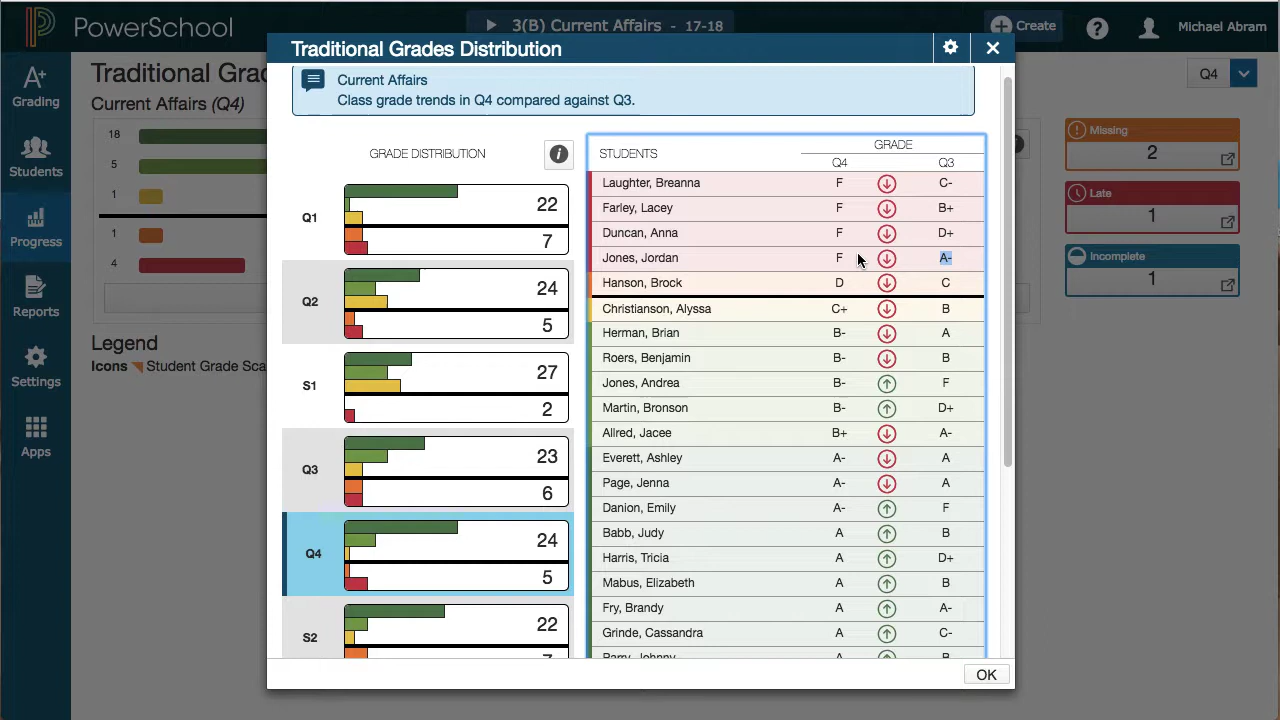 PowerSchool
3(B) Current Affairs - 17-18
Create
?
Michael Abram
Traditional Grades Distribution
A+
Grading
Students
Progress
Reports
Settings
Apps
Traditional Grad
Current Affairs (Q4)
18
5
1
1
4
Legend
Icons Student Grade Sca
Q4
Missing
2
Late
1
Incomplete
1
Current Affairs
Class grade trends in Q4 compared against Q3.
GRADE DISTRIBUTION
i
Q1
22
7
Q2
24
5
S1
27
2
Q3
23
6
Q4
24
5
S2
22
7
STUDENTS GRADE
Q4 Q3
Laughter, Breanna F C-
Farley, Lacey F B+
Duncan, Anna F D+
Jones, Jordan F A-
Hanson, Brock D C
Christianson, Alyssa C+ B
Herman, Brian B- A
Roers, Benjamin B- B
Jones, Andrea B- F
Martin, Bronson B- D+
Allred, Jacee B+ A-
Everett, Ashley A- A
Page, Jenna A- A
Danion, Emily A- F
Babb, Judy A B
Harris, Tricia A D+
Mabus, Elizabeth A B
Fry, Brandy A A-
Grinde, Cassandra A C-
Parry, Johnny A B
OK